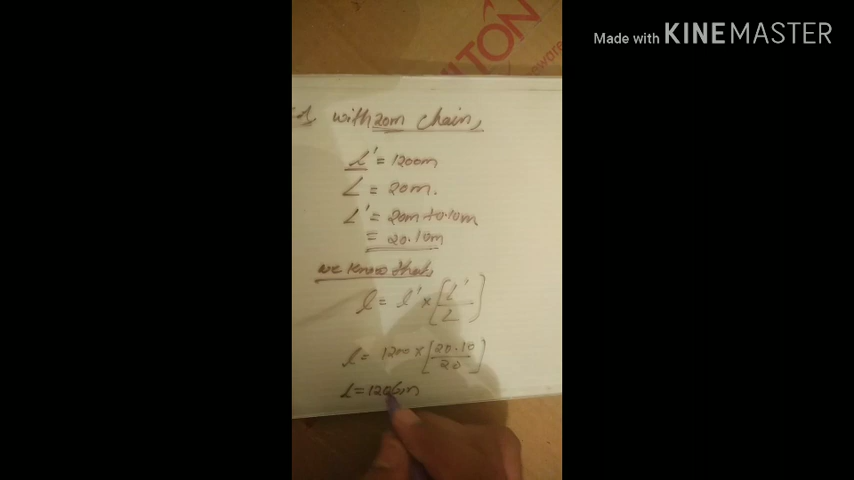 LTON
Made with KINEMASTER
with 20m chain,
l' = 1200m
L = 20m.
L' = 20m + 0.10m
= 20.10m
we know that,
l = l' × [L'/L]
l = 1200 × [20.10/20]
L = 1206m